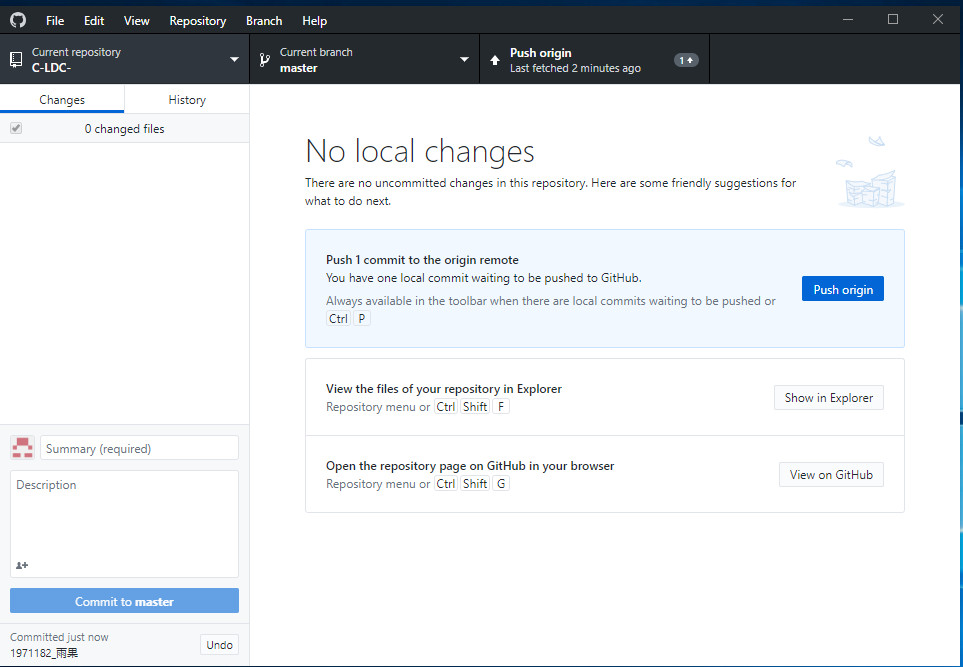 File Edit View Repository Branch Help
Current repository
C-LDC-
Current branch
master
Push origin
Last fetched 2 minutes ago
1
Changes History
0 changed files
No local changes
There are no uncommitted changes in this repository. Here are some friendly suggestions for
what to do next.
Push 1 commit to the origin remote
You have one local commit waiting to be pushed to GitHub.
Always available in the toolbar when there are local commits waiting to be pushed or
Ctrl P
Push origin
View the files of your repository in Explorer
Repository menu or Ctrl Shift F
Show in Explorer
Open the repository page on GitHub in your browser
Repository menu or Ctrl Shift G
View on GitHub
Summary (required)
Description
Commit to master
Committed just now
1971182_雨果
Undo